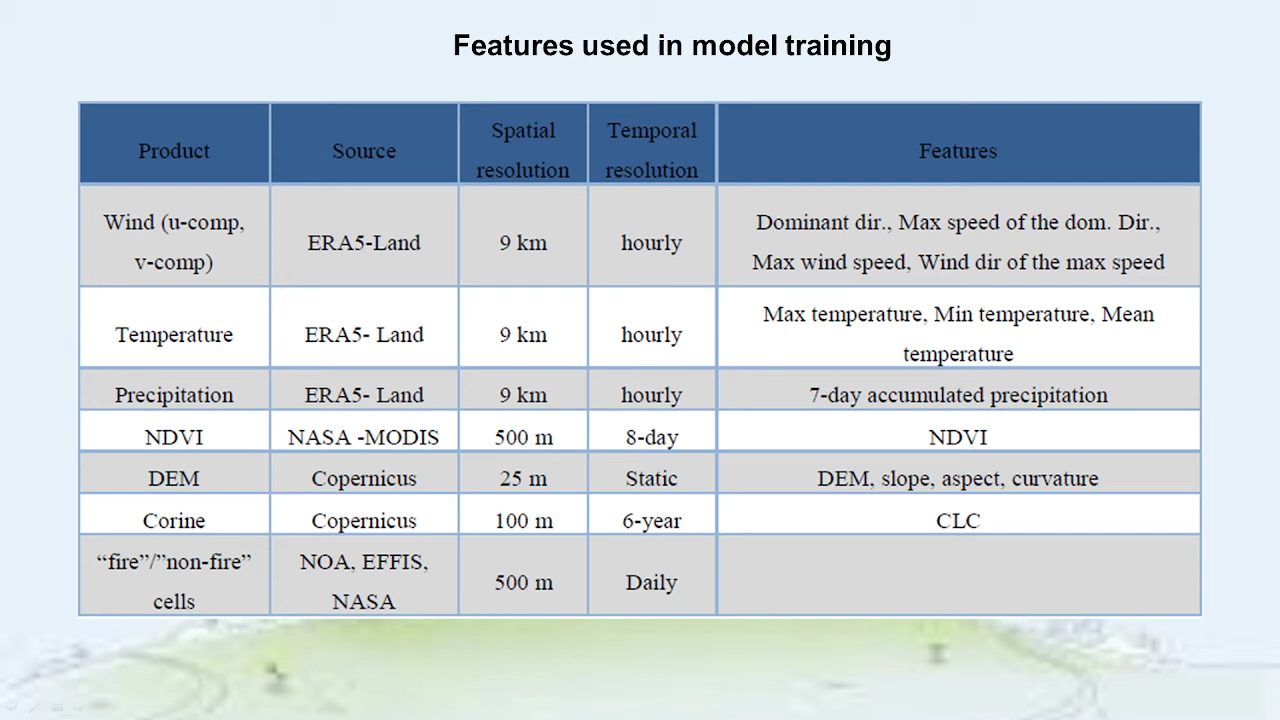 Features used in model training
Product
Source
Spatial
resolution
Temporal
resolution
Features
Wind (u-comp,
v-comp)
ERA5-Land
9 km
hourly
Dominant dir., Max speed of the dom. Dir.,
Max wind speed, Wind dir of the max speed
Temperature
ERA5- Land
9 km
hourly
Max temperature, Min temperature, Mean
temperature
Precipitation
ERA5- Land
9 km
hourly
7-day accumulated precipitation
NDVI
NASA -MODIS
500 m
8-day
NDVI
DEM
Copernicus
25 m
Static
DEM, slope, aspect, curvature
Corine
Copernicus
100 m
6-year
CLC
“fire”/”non-fire”
cells
NOA, EFFIS,
NASA
500 m
Daily